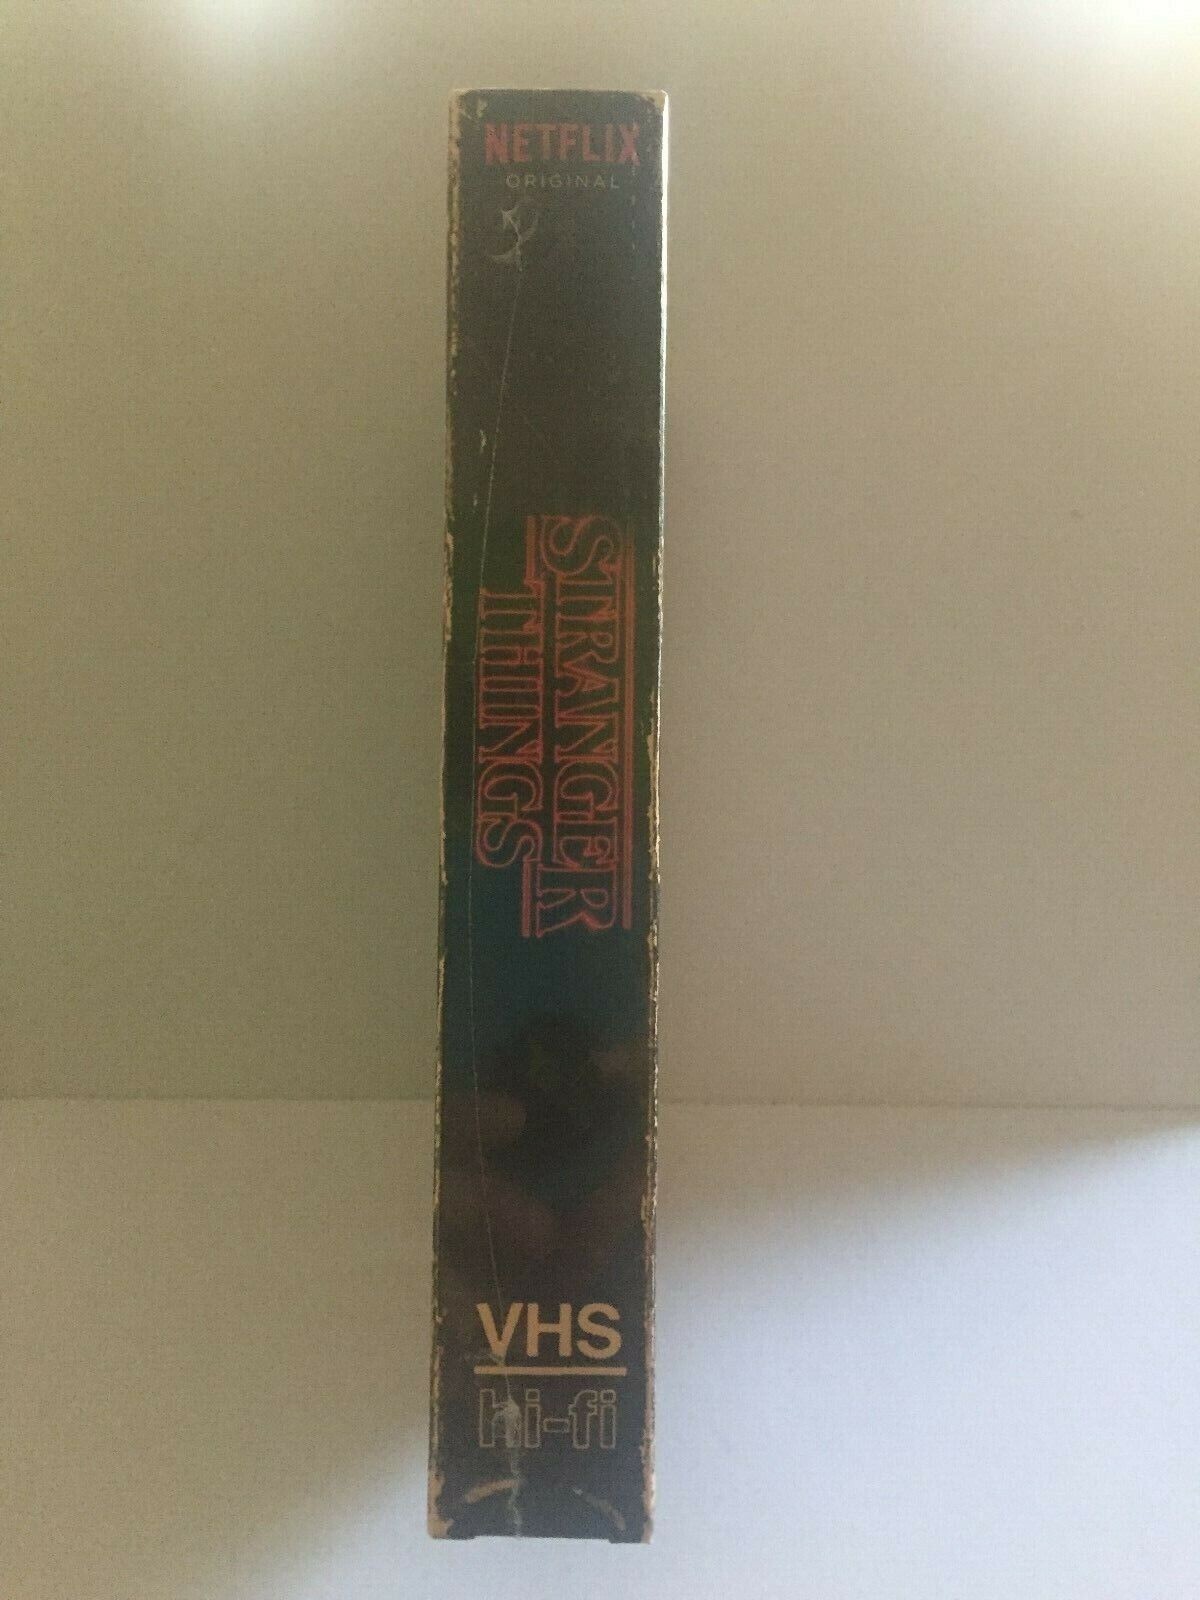 NETFLIX
ORIGINAL
STRANGER
THINGS
VHS
hi-fi